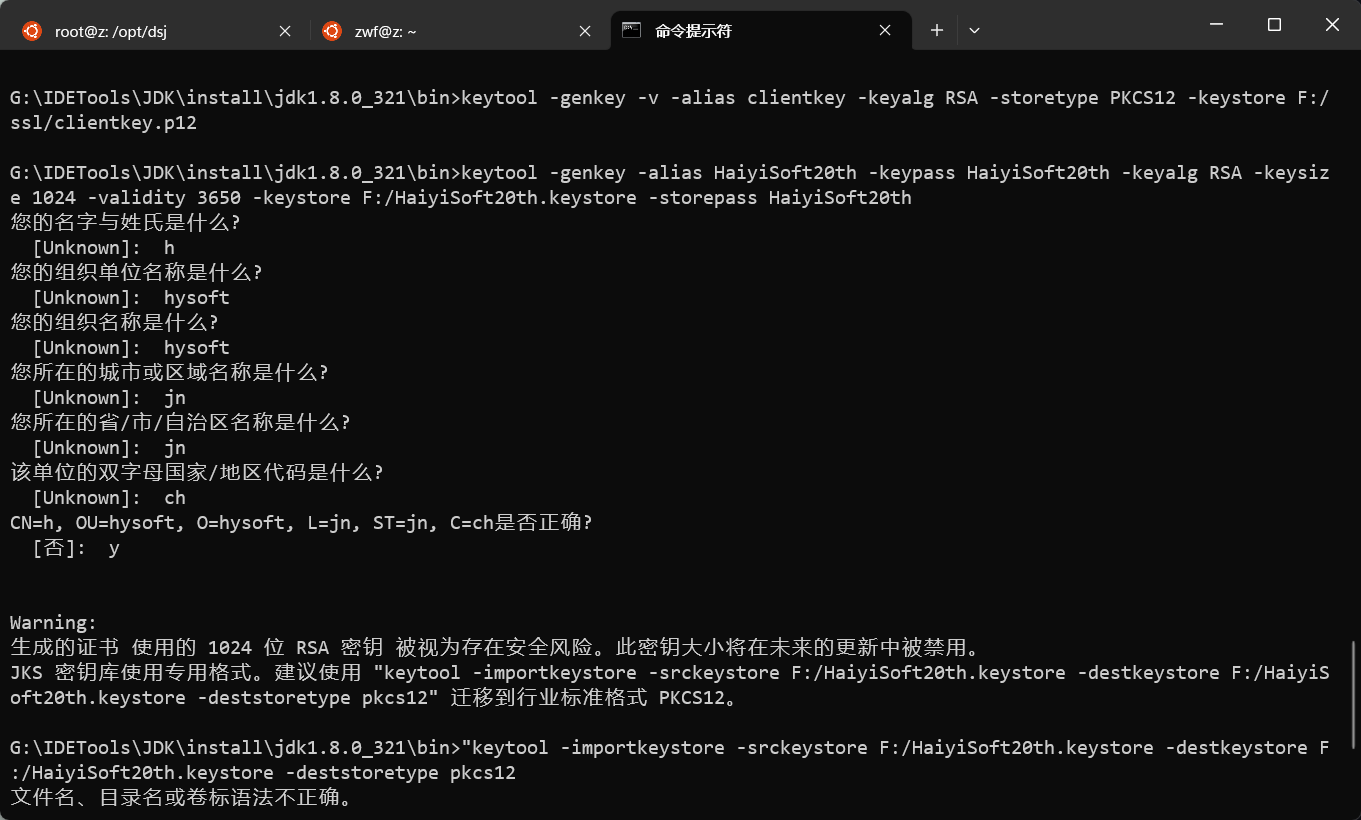 root@z: /opt/dsj
zwf@z: ~
命令提示符
G:\IDETools\JDK\install\jdk1.8.0_321\bin>keytool -genkey -v -alias clientkey -keyalg RSA -storetype PKCS12 -keystore F:/
ssl/clientkey.p12
G:\IDETools\JDK\install\jdk1.8.0_321\bin>keytool -genkey -alias HaiyiSoft20th -keypass HaiyiSoft20th -keyalg RSA -keysiz
e 1024 -validity 3650 -keystore F:/HaiyiSoft20th.keystore -storepass HaiyiSoft20th
您的名字与姓氏是什么?
[Unknown]:  h
您的组织单位名称是什么?
[Unknown]:  hysoft
您的组织名称是什么?
[Unknown]:  hysoft
您所在的城市或区域名称是什么?
[Unknown]:  jn
您所在的省/市/自治区名称是什么?
[Unknown]:  jn
该单位的双字母国家/地区代码是什么?
[Unknown]:  ch
CN=h, OU=hysoft, O=hysoft, L=jn, ST=jn, C=ch是否正确?
[否]:  y
Warning:
生成的证书 使用的 1024 位 RSA 密钥 被视为存在安全风险。此密钥大小将在未来的更新中被禁用。
JKS 密钥库使用专用格式。建议使用 "keytool -importkeystore -srckeystore F:/HaiyiSoft20th.keystore -destkeystore F:/HaiyiS
oft20th.keystore -deststoretype pkcs12" 迁移到行业标准格式 PKCS12。
G:\IDETools\JDK\install\jdk1.8.0_321\bin>"keytool -importkeystore -srckeystore F:/HaiyiSoft20th.keystore -destkeystore F
:/HaiyiSoft20th.keystore -deststoretype pkcs12
文件名、目录名或卷标语法不正确。